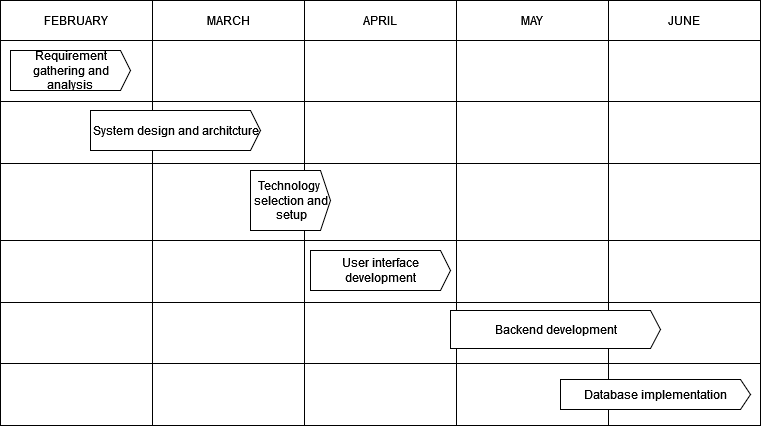 FEBRUARY MARCH APRIL MAY JUNE
Requirement
gathering and
analysis
System design and architcture
Technology
selection and
setup
User interface
development
Backend development
Database implementation